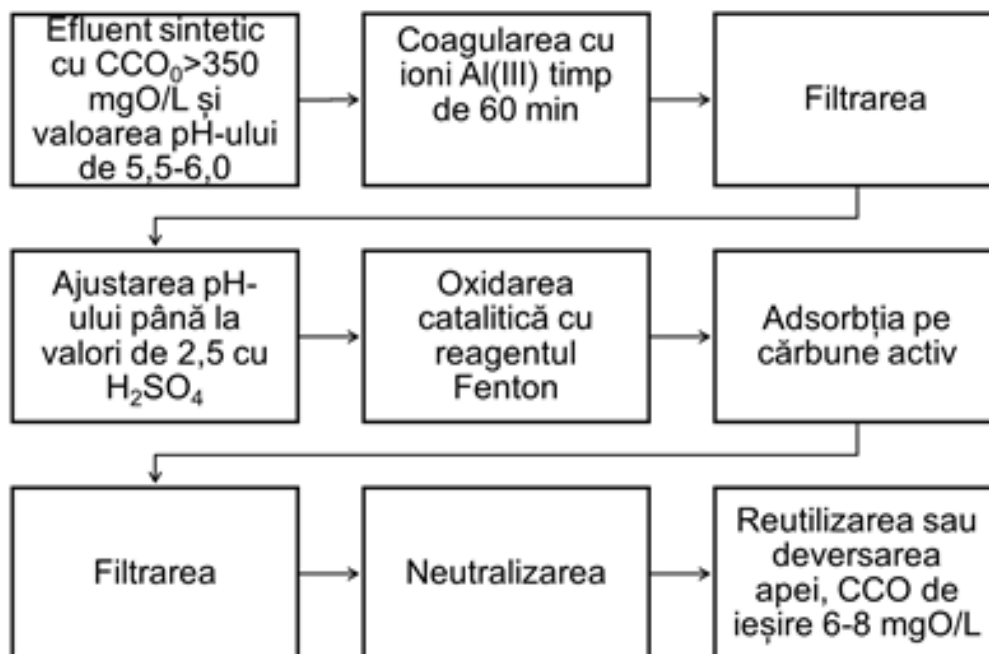 Efluent sintetic
cu CCO₀>350
mgO/L și
valoarea pH-ului
de 5,5-6,0
Coagularea cu
ioni Al(III) timp
de 60 min
Filtrarea
Ajustarea pH-
ului până la
valori de 2,5 cu
H₂SO₄
Oxidarea
catalitică cu
reagentul
Fenton
Adsorbția pe
cărbune activ
Filtrarea
Neutralizarea
Reutilizarea sau
deversarea
apei, CCO de
ieșire 6-8 mgO/L